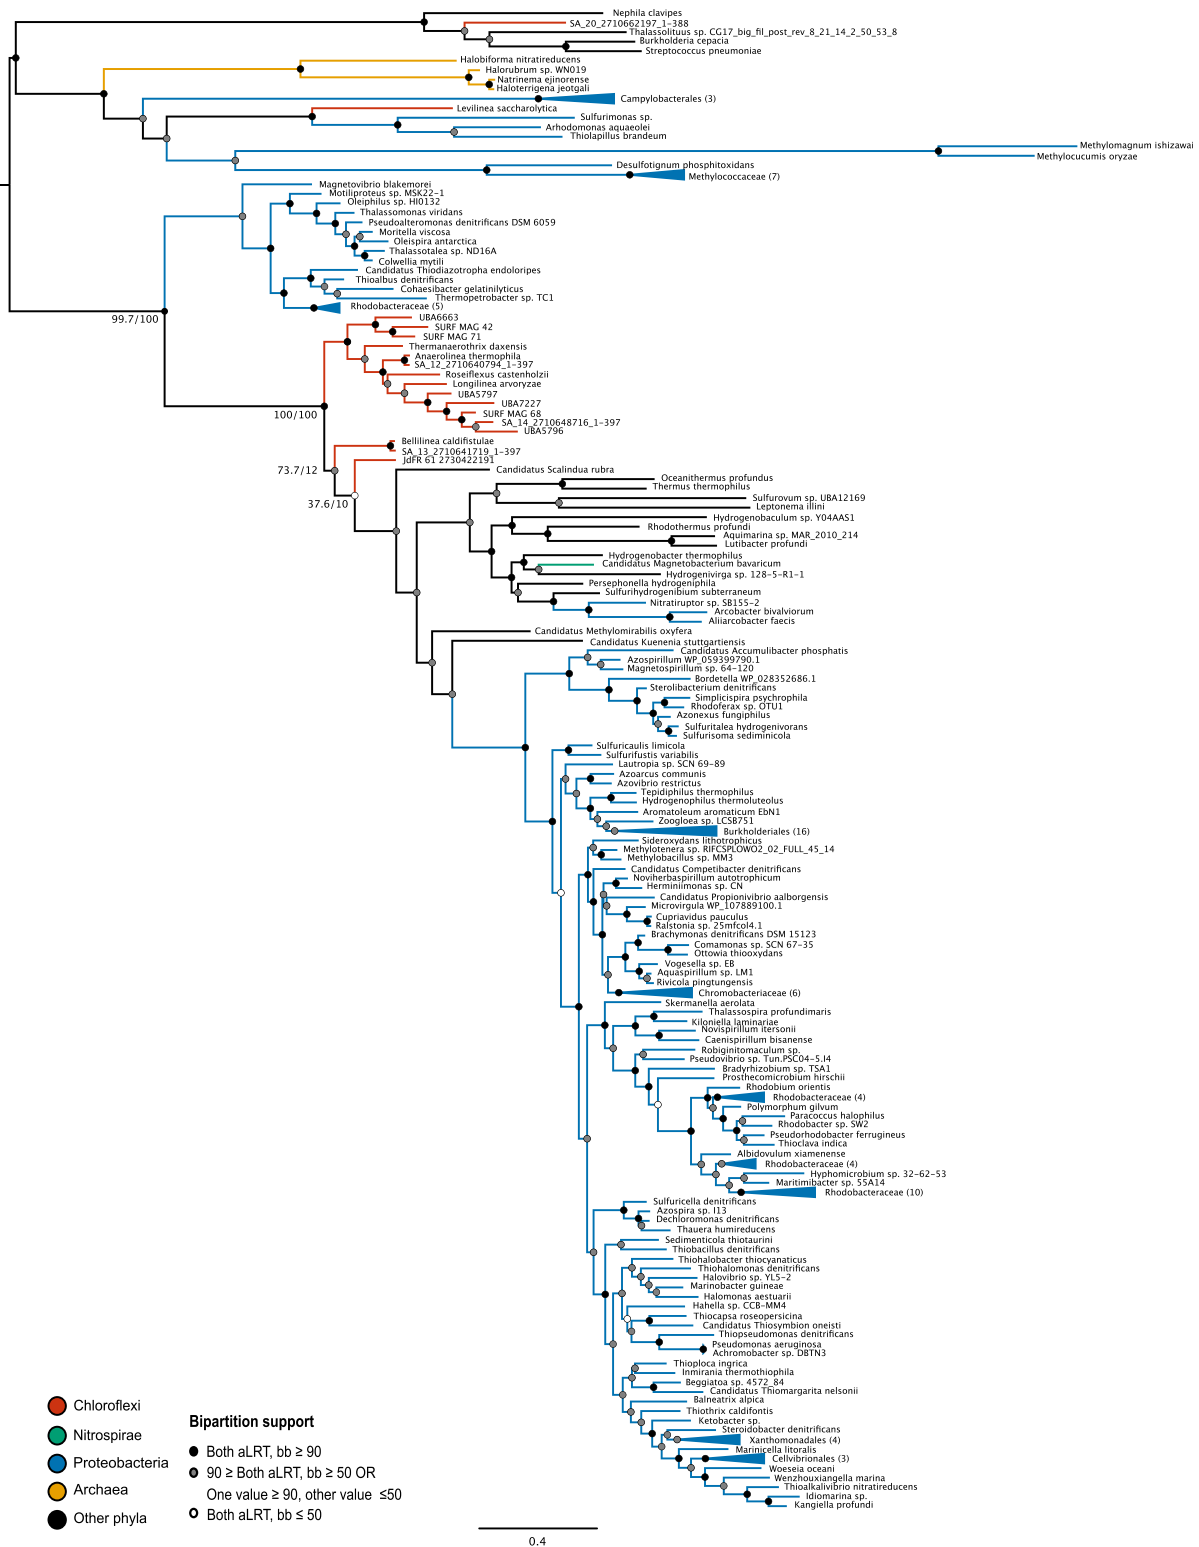 Nephila clavipes
SA_20_2710662197_1-388
Thalassolituus sp. CG17_big_fil_post_rev_8_21_14_2_50_53_8
Burkholderia cepacia
Streptococcus pneumoniae
Halobiforma nitratireducens
Halorubrum sp. WN019
Natrinema ejinorense
Haloterrigena jeotgali
Campylobacterales (3)
Levilinea saccharolytica
Sulfurimonas sp.
Arhodomonas aquaeolei
Thiolapillus brandeum
Methylomagnum ishizawai
Methylocucumis oryzae
Desulfotignum phosphitoxidans
Methylococcaceae (7)
Magnetovibrio blakemorei
Motiliproteus sp. MSK22-1
Oleiphilus sp. HI0132
Thalassomonas viridans
Pseudoalteromonas denitrificans DSM 6059
Moritella viscosa
Oleispira antarctica
Thalassotalea sp. ND16A
Colwellia mytili
Candidatus Thiodiazotropha endoloripes
Thioalbus denitrificans
Cohaesibacter gelatinilyticus
Thermopetrobacter sp. TC1
Rhodobacteraceae (5)
99.7/100
UBA6663
SURF MAG 42
SURF MAG 71
Thermanaerothrix daxensis
Anaerolinea thermophila
SA_12_2710640794_1-397
Roseiflexus castenholzii
Longilinea arvoryzae
UBA5797
UBA7227
SURF MAG 68
SA_14_2710648716_1-397
UBA5796
100/100
Bellilinea caldifistulae
SA_13_2710641719_1-397
JdFR 61 2730422191
73.7/12
Candidatus Scalindua rubra
37.6/10
Oceanithermus profundus
Thermus thermophilus
Sulfurovum sp. UBA12169
Leptonema illini
Hydrogenobaculum sp. Y04AAS1
Rhodothermus profundi
Aquimarina sp. MAR_2010_214
Lutibacter profundi
Hydrogenobacter thermophilus
Candidatus Magnetobacterium bavaricum
Hydrogenivirga sp. 128-5-R1-1
Persephonella hydrogeniphila
Sulfurihydrogenibium subterraneum
Nitratiruptor sp. SB155-2
Arcobacter bivalviorum
Aliiarcobacter faecis
Candidatus Methylomirabilis oxyfera
Candidatus Kuenenia stuttgartiensis
Candidatus Accumulibacter phosphatis
Azospirillum WP_059399790.1
Magnetospirillum sp. 64-120
Bordetella WP_028352686.1
Sterolibacterium denitrificans
Simplicispira psychrophila
Rhodoferax sp. OTU1
Azonexus fungiphilus
Sulfuritalea hydrogenivorans
Sulfurisoma sediminicola
Sulfuricaulis limicola
Sulfurifustis variabilis
Lautropia sp. SCN 69-89
Azoarcus communis
Azovibrio restrictus
Tepidiphilus thermophilus
Hydrogenophilus thermoluteolus
Aromatoleum aromaticum EbN1
Zoogloea sp. LCSB751
Burkholderiales (16)
Sideroxydans lithotrophicus
Methylotenera sp. RIFCSPLOWO2_02_FULL_45_14
Methylobacillus sp. MM3
Candidatus Competibacter denitrificans
Noviherbaspirillum autotrophicum
Herminiimonas sp. CN
Candidatus Propionivibrio aalborgensis
Microvirgula WP_107889100.1
Cupriavidus pauculus
Ralstonia sp. 25mfcol4.1
Brachymonas denitrificans DSM 15123
Comamonas sp. SCN 67-35
Ottowia thiooxydans
Vogesella sp. EB
Aquaspirillum sp. LM1
Rivicola pingtungensis
Chromobacteriaceae (6)
Skermanella aerolata
Thalassospira profundimaris
Kiloniella laminariae
Novispirillum itersonii
Caenispirillum bisanense
Robiginitomaculum sp.
Pseudovibrio sp. Tun.PSC04-5.I4
Bradyrhizobium sp. TSA1
Prosthecomicrobium hirschii
Rhodobium orientis
Rhodobacteraceae (4)
Polymorphum gilvum
Paracoccus halophilus
Rhodobacter sp. SW2
Pseudorhodobacter ferrugineus
Thioclava indica
Albidovulum xiamenense
Rhodobacteraceae (4)
Hyphomicrobium sp. 32-62-53
Maritimibacter sp. 55A14
Rhodobacteraceae (10)
Sulfuricella denitrificans
Azospira sp. I13
Dechloromonas denitrificans
Thauera humireducens
Sedimenticola thiotaurini
Thiobacillus denitrificans
Thiohalobacter thiocyanaticus
Thiohalomonas denitrificans
Halovibrio sp. YL5-2
Marinobacter guineae
Halomonas aestuarii
Hahella sp. CCB-MM4
Thiocapsa roseopersicina
Candidatus Thiosymbion oneisti
Thiopseudomonas denitrificans
Pseudomonas aeruginosa
Achromobacter sp. DBTN3
Thioploca ingrica
Inmirania thermothiophila
Beggiatoa sp. 4572_84
Candidatus Thiomargarita nelsonii
Balneatrix alpica
Thiothrix caldifontis
Ketobacter sp.
Steroidobacter denitrificans
Xanthomonadales (4)
Marinicella litoralis
Cellvibrionales (3)
Woeseia oceani
Wenzhouxiangella marina
Thioalkalivibrio nitratireducens
Idiomarina sp.
Kangiella profundi
Chloroflexi
Nitrospirae
Proteobacteria
Archaea
Other phyla
Bipartition support
Both aLRT, bb ≥ 90
90 ≥ Both aLRT, bb ≥ 50 OR
One value ≥ 90, other value ≤50
Both aLRT, bb ≤ 50
0.4